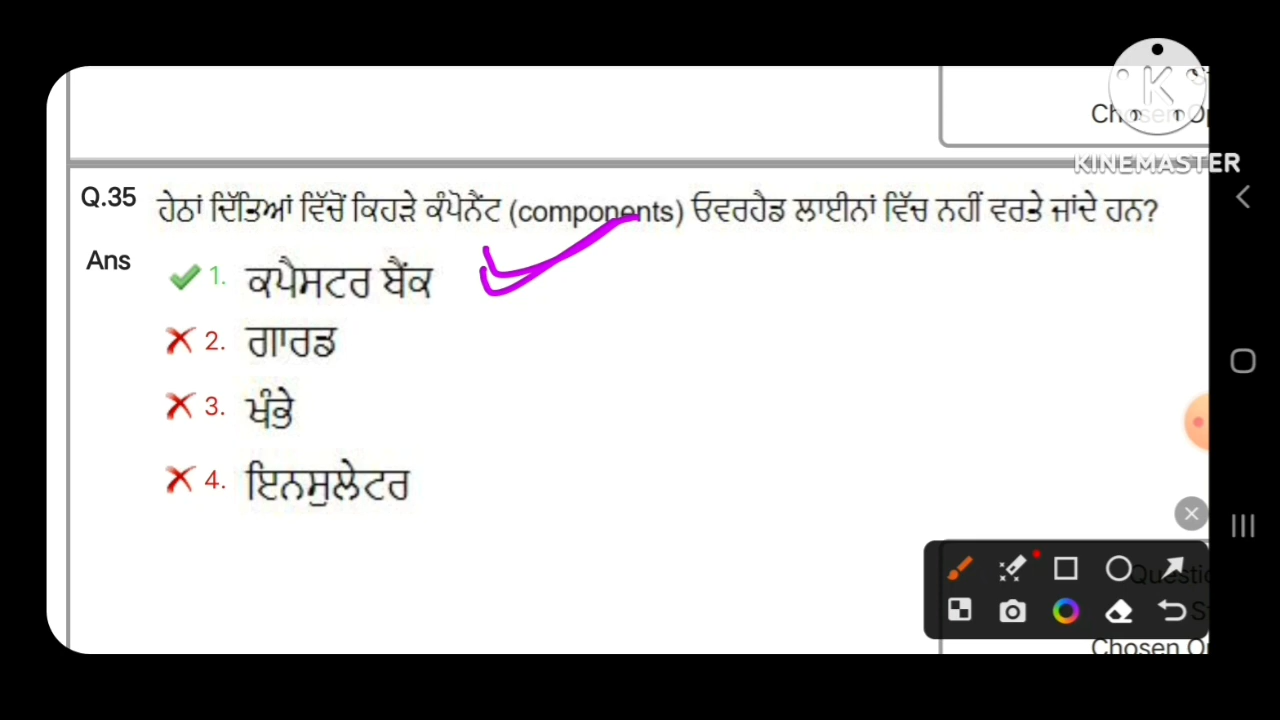 Q.35 ਹੇਠਾਂ ਦਿੱਤਿਆਂ ਵਿੱਚੋਂ ਕਿਹੜੇ ਕੰਪੋਨੈਂਟ (components) ਓਵਰਹੈਡ ਲਾਈਨਾਂ ਵਿੱਚ ਨਹੀਂ ਵਰਤੇ ਜਾਂਦੇ ਹਨ?
Ans 1. ਕਪੈਸਟਰ ਬੈਂਕ
2. ਗਾਰਡ
3. ਖੰਭੇ
4. ਇਨਸੁਲੇਟਰ
KINEMASTER
Chosen